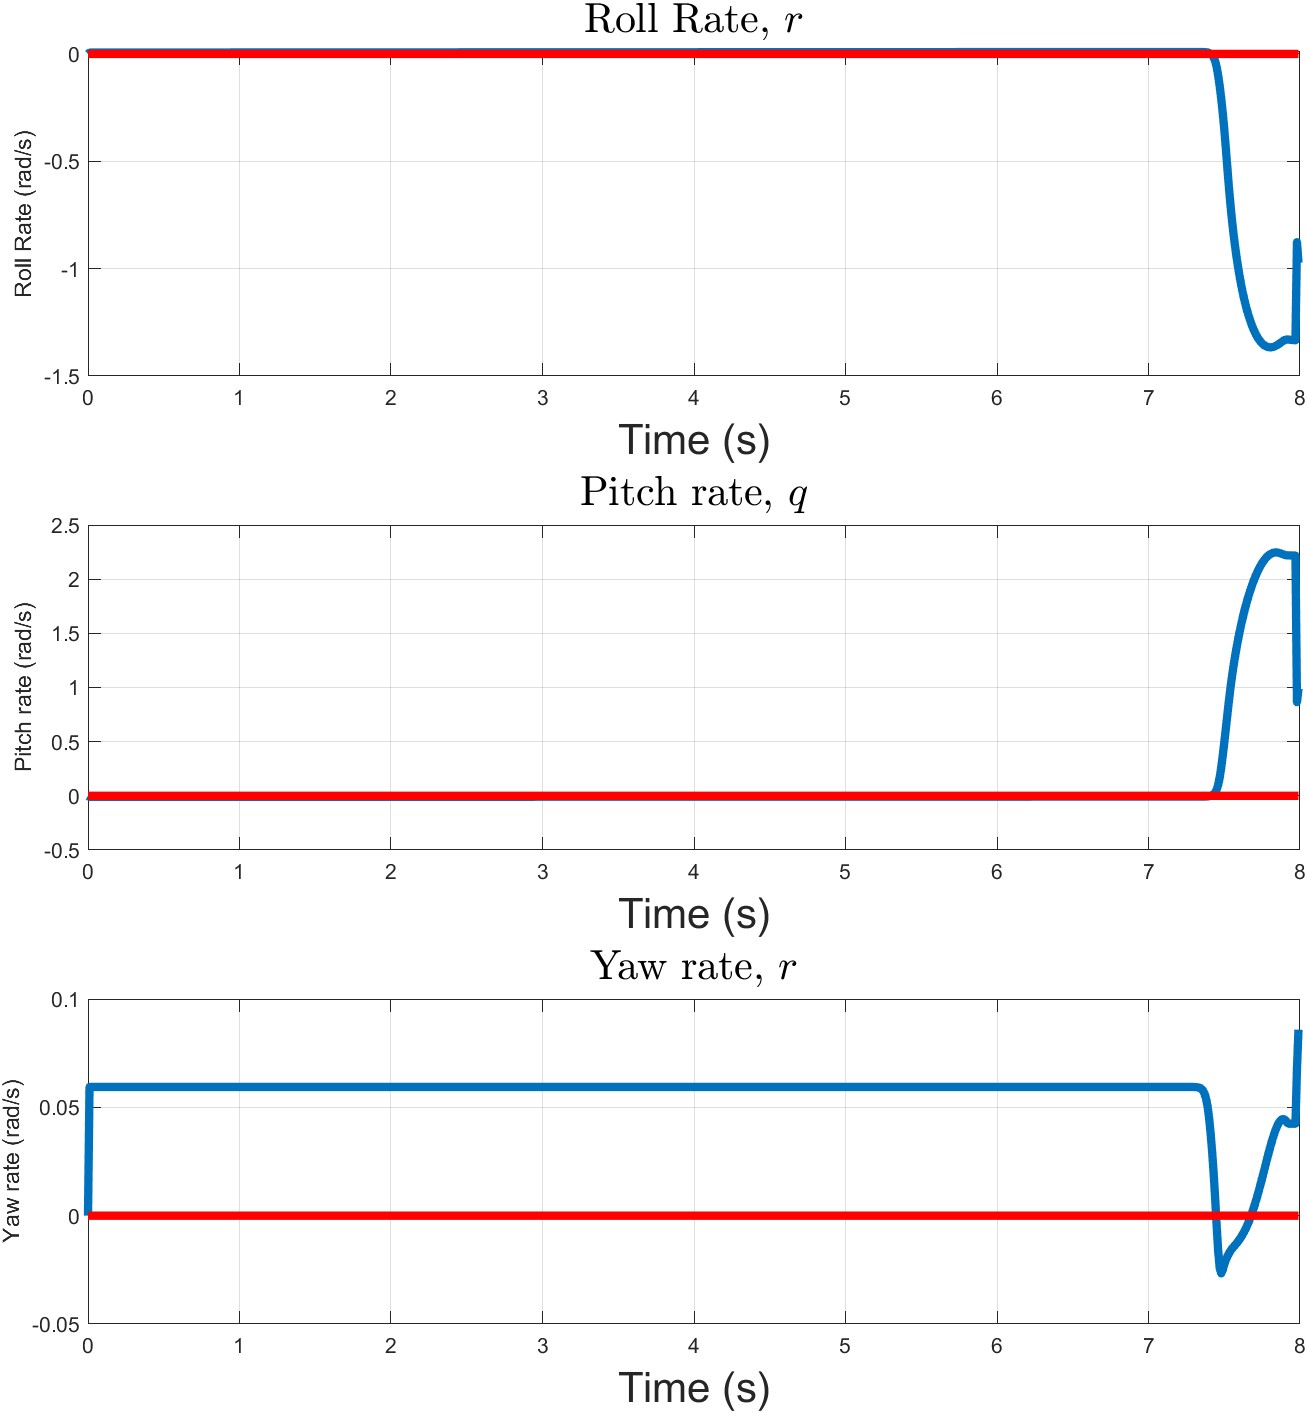 Roll Rate, r
Roll Rate (rad/s)
0
-0.5
-1
-1.5
0 1 2 3 4 5 6 7 8
Time (s)
Pitch rate, q
Pitch rate (rad/s)
2.5
2
1.5
1
0.5
0
-0.5
0 1 2 3 4 5 6 7 8
Time (s)
Yaw rate, r
Yaw rate (rad/s)
0.1
0.05
0
-0.05
0 1 2 3 4 5 6 7 8
Time (s)